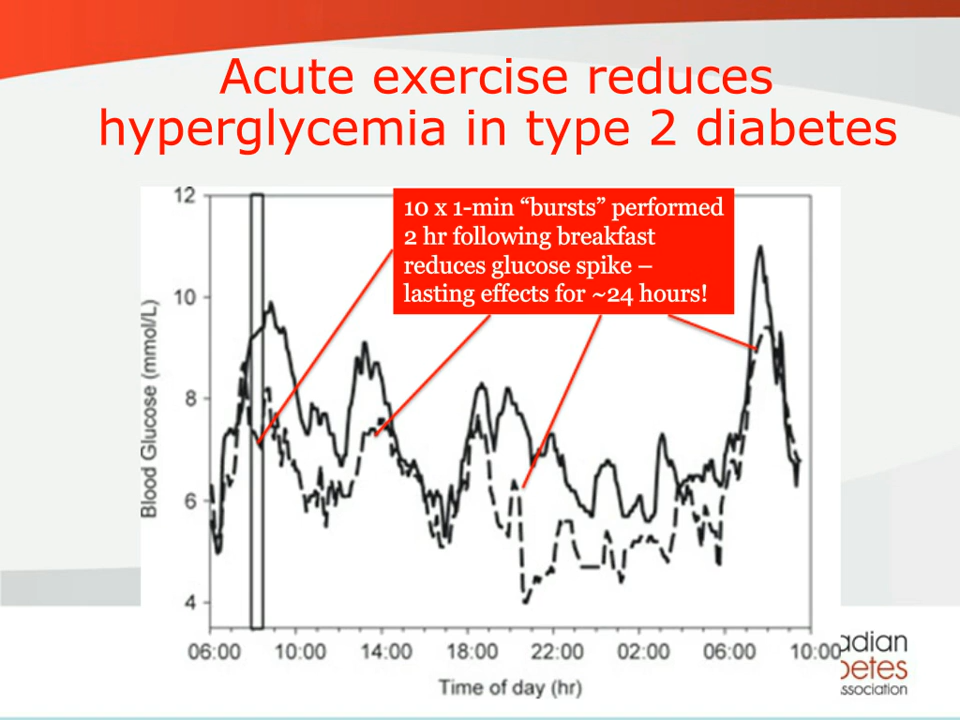 Acute exercise reduces
hyperglycemia in type 2 diabetes
10 x 1-min “bursts” performed
2 hr following breakfast
reduces glucose spike –
lasting effects for ~24 hours!
12
10
8
6
4
Blood Glucose (mmol/L)
06:00 10:00 14:00 18:00 22:00 02:00 06:00 10:00
Time of day (hr)
adian
betes
ssociation